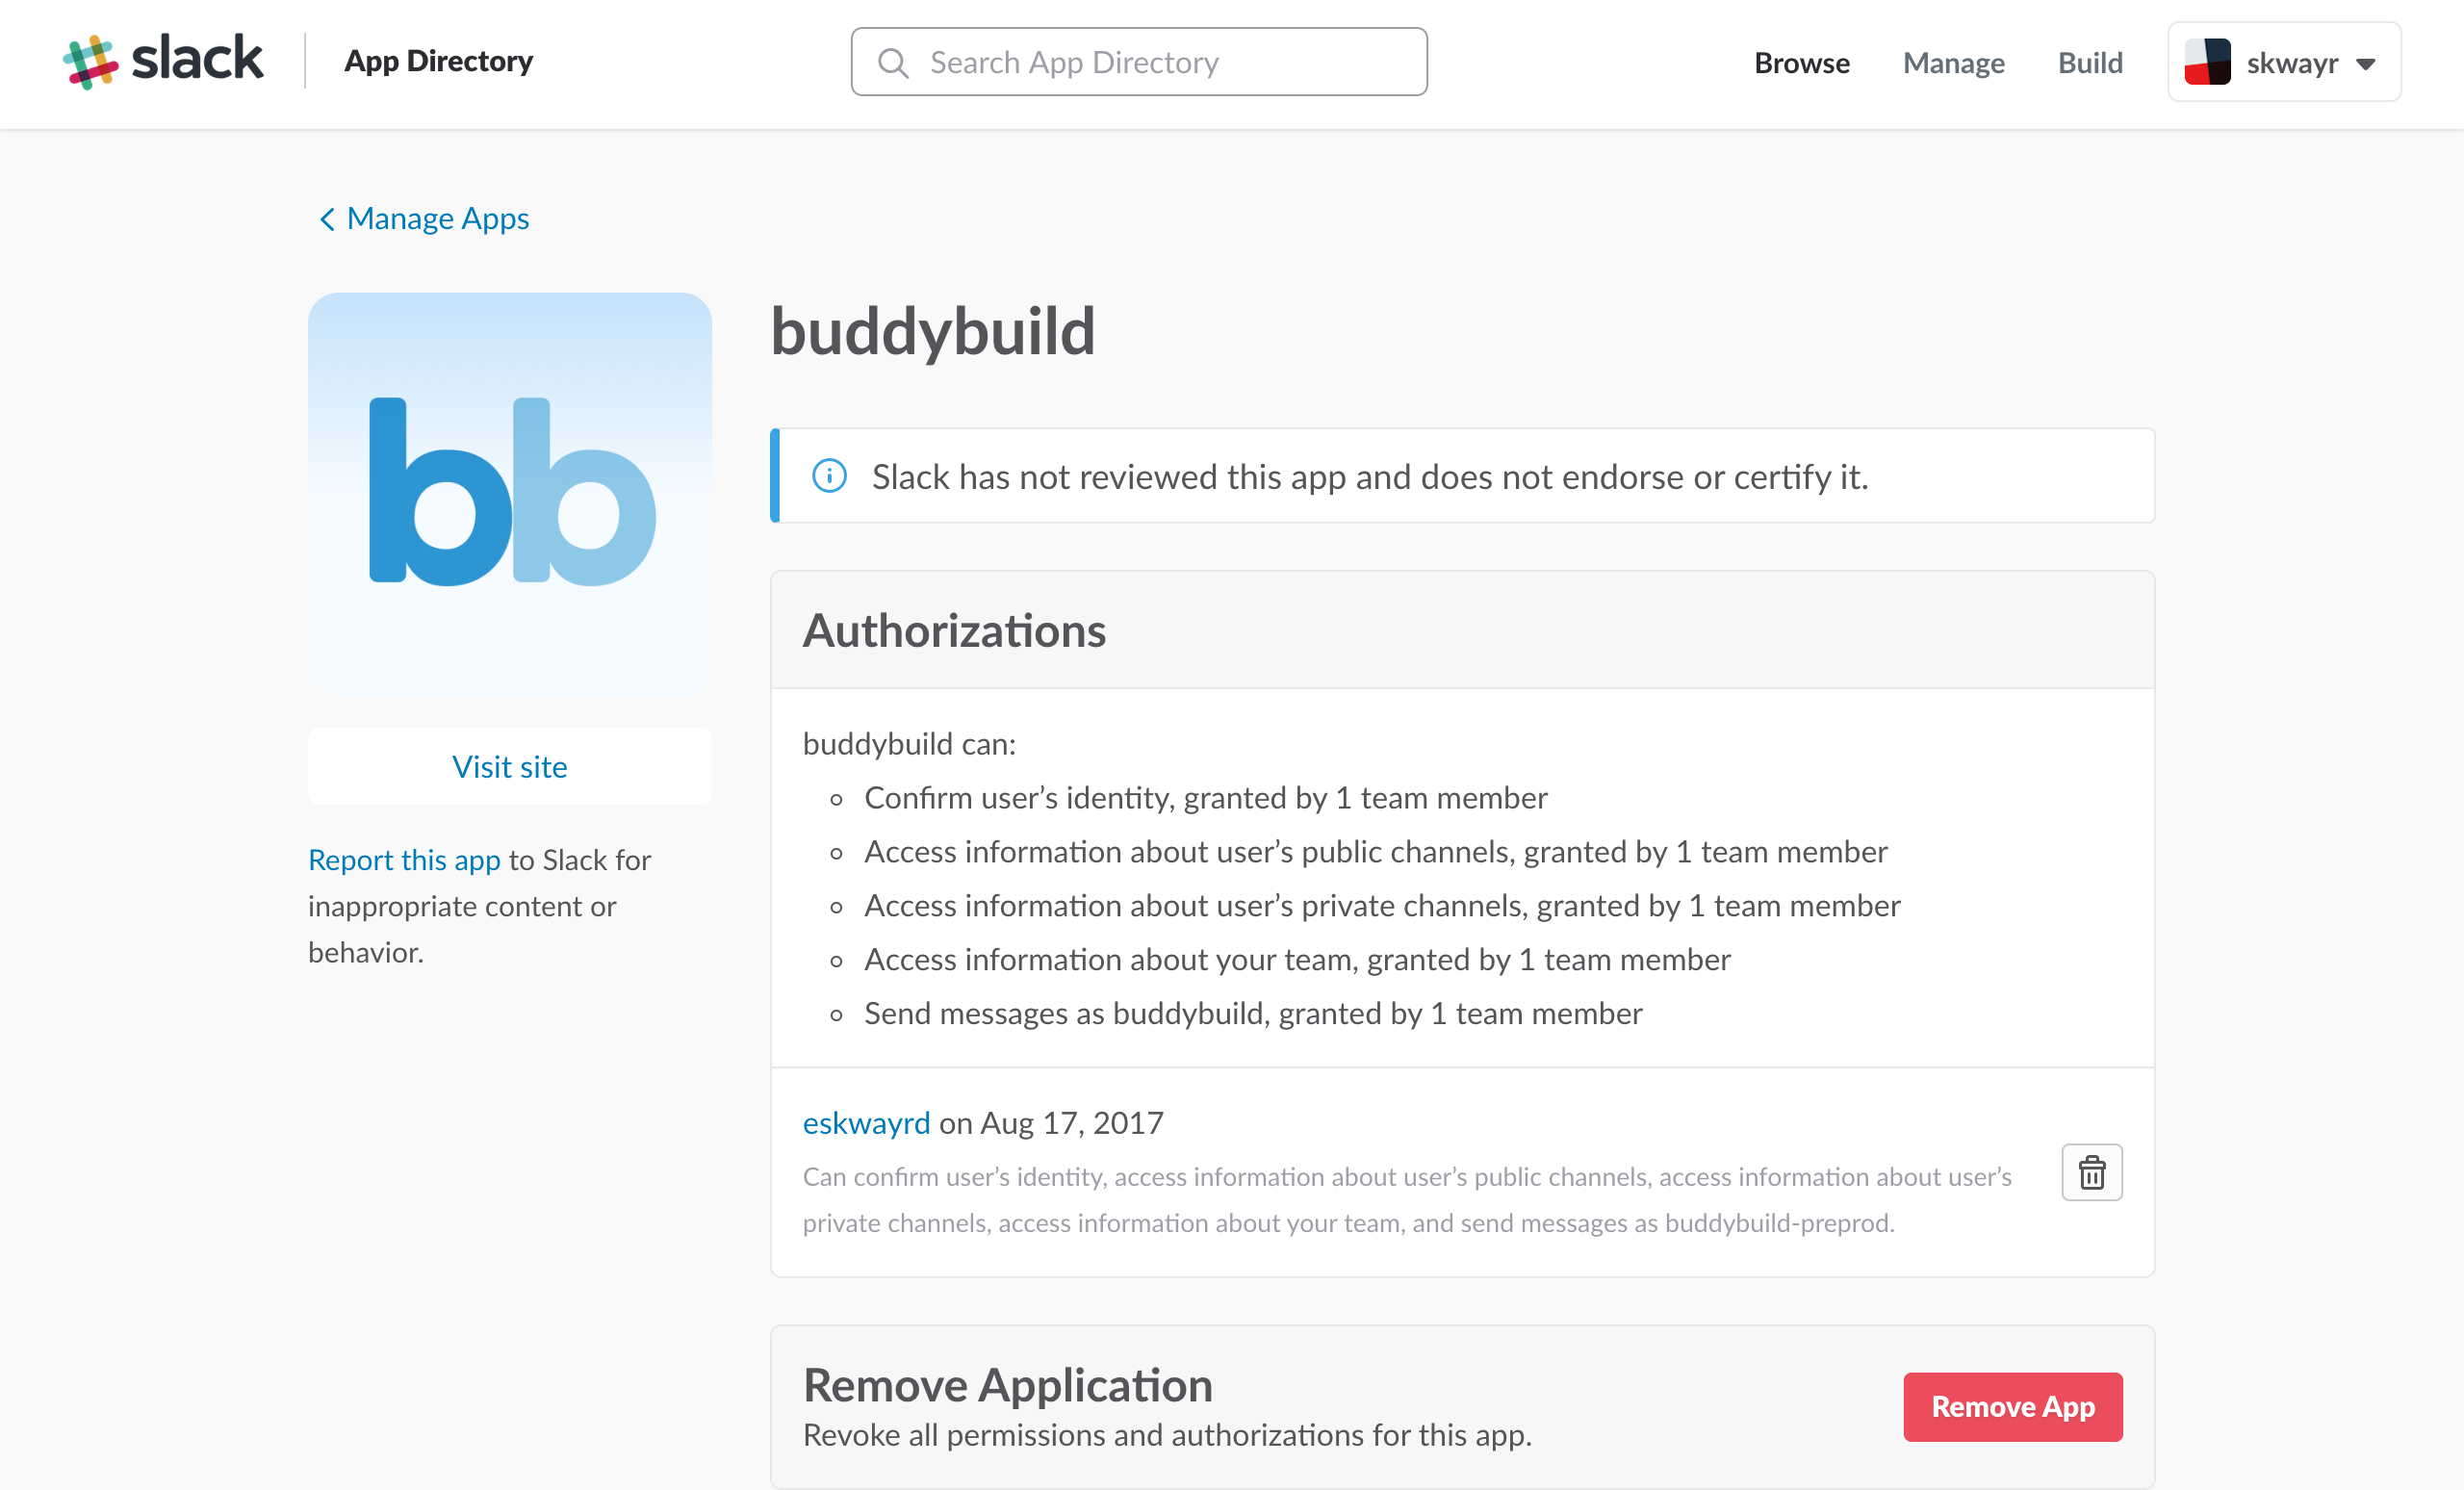 slack
App Directory
Search App Directory
Browse
Manage
Build
skwayr
Manage Apps
bb
buddybuild
Slack has not reviewed this app and does not endorse or certify it.
Visit site
Report this app to Slack for
inappropriate content or
behavior.
Authorizations
buddybuild can:
Confirm user’s identity, granted by 1 team member
Access information about user’s public channels, granted by 1 team member
Access information about user’s private channels, granted by 1 team member
Access information about your team, granted by 1 team member
Send messages as buddybuild, granted by 1 team member
eskwayrd on Aug 17, 2017
Can confirm user’s identity, access information about user’s public channels, access information about user’s
private channels, access information about your team, and send messages as buddybuild-preprod.
Remove Application
Revoke all permissions and authorizations for this app.
Remove App